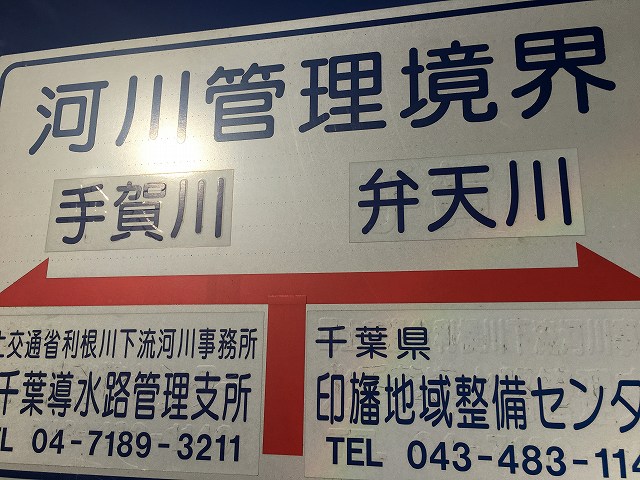 河川管理境界
手賀川
弁天川
土交通省利根川下流河川事務所
千葉導水路管理支所
TEL 04-7189-3211
千葉県
印旛地域整備センタ
TEL 043-483-114